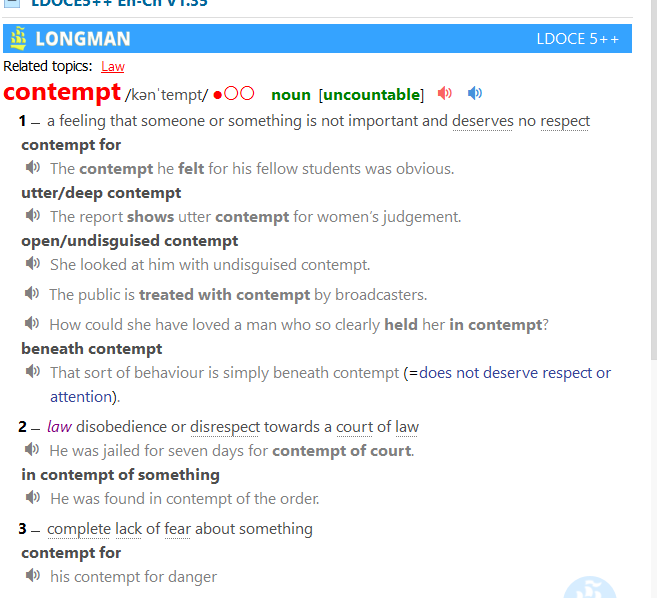 LDOCE5++ En-Cn V1.35
LONGMAN LDOCE 5++
Related topics: Law
contempt /kənˈtempt/ ●○○ noun [uncountable]
1 – a feeling that someone or something is not important and deserves no respect
contempt for
The contempt he felt for his fellow students was obvious.
utter/deep contempt
The report shows utter contempt for women’s judgement.
open/undisguised contempt
She looked at him with undisguised contempt.
The public is treated with contempt by broadcasters.
How could she have loved a man who so clearly held her in contempt?
beneath contempt
That sort of behaviour is simply beneath contempt (=does not deserve respect or
attention).
2 – law disobedience or disrespect towards a court of law
He was jailed for seven days for contempt of court.
in contempt of something
He was found in contempt of the order.
3 – complete lack of fear about something
contempt for
his contempt for danger